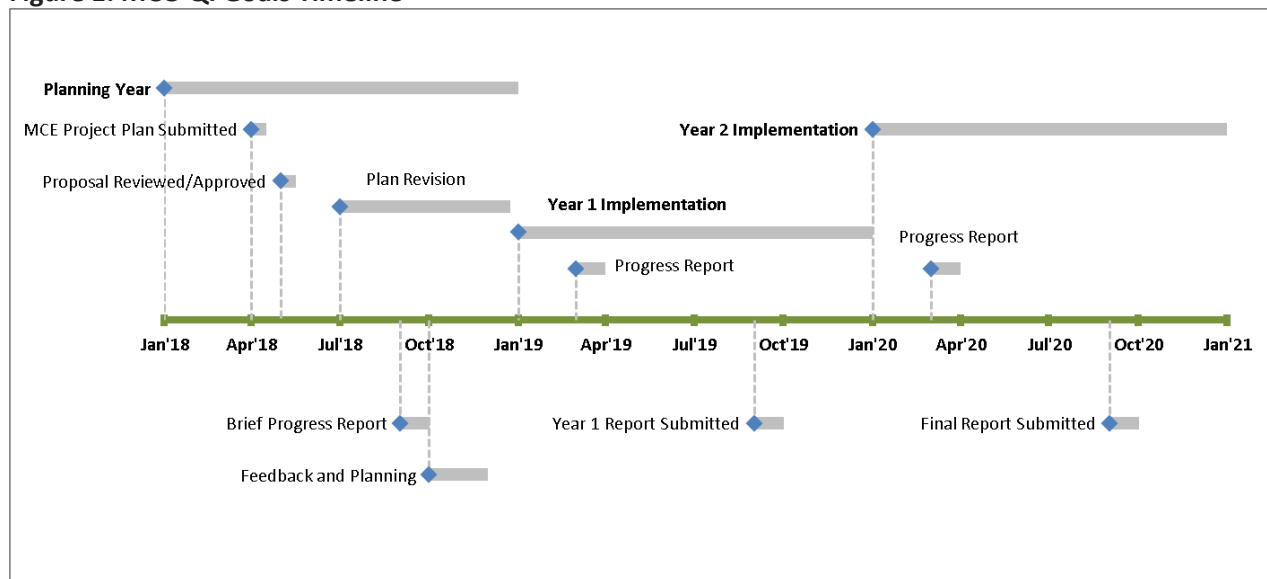 Figure Goals Timeline
Planning Year
MCE Project Plan Submitted
Year 2 Implementation
Proposal Reviewed/Approved
Plan Revision
Year 1 Implementation
Progress Report
Progress Report
Jan'18 Apr'18 Jul'18 Oct'18 Jan'19 Apr'19 Jul'19 Oct'19 Jan'20 Apr'20 Jul'20 Oct'20 Jan'21
Brief Progress Report
Year 1 Report Submitted
Final Report Submitted
Feedback and Planning